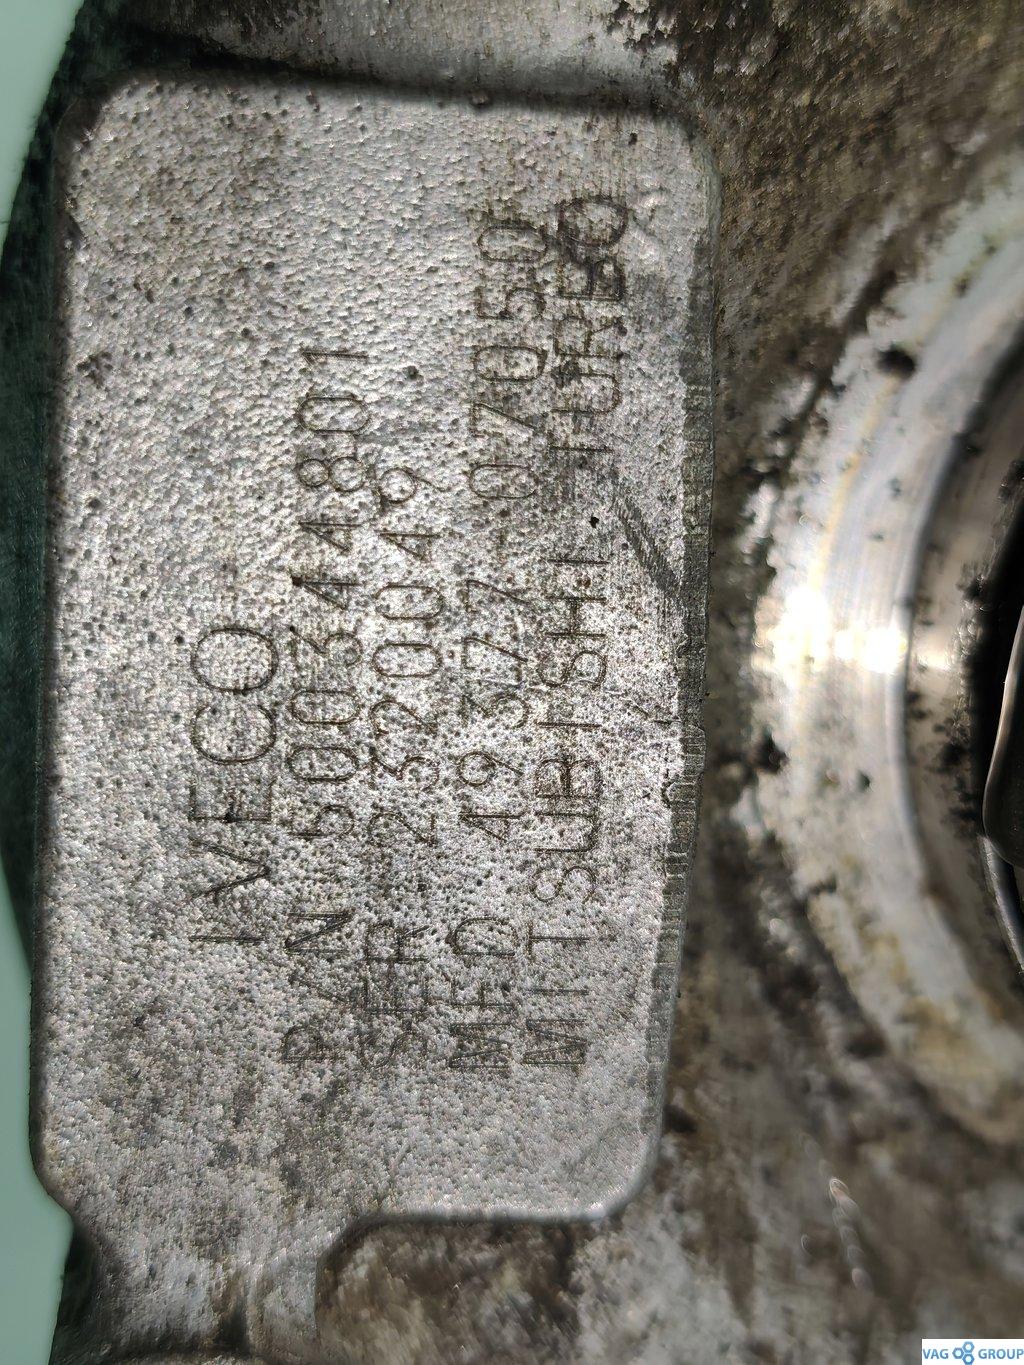 IVECO
P/N 500344801
SER 2320049
MFD 49377-07050
MITSUBISHI TURBO
VAG GROUP